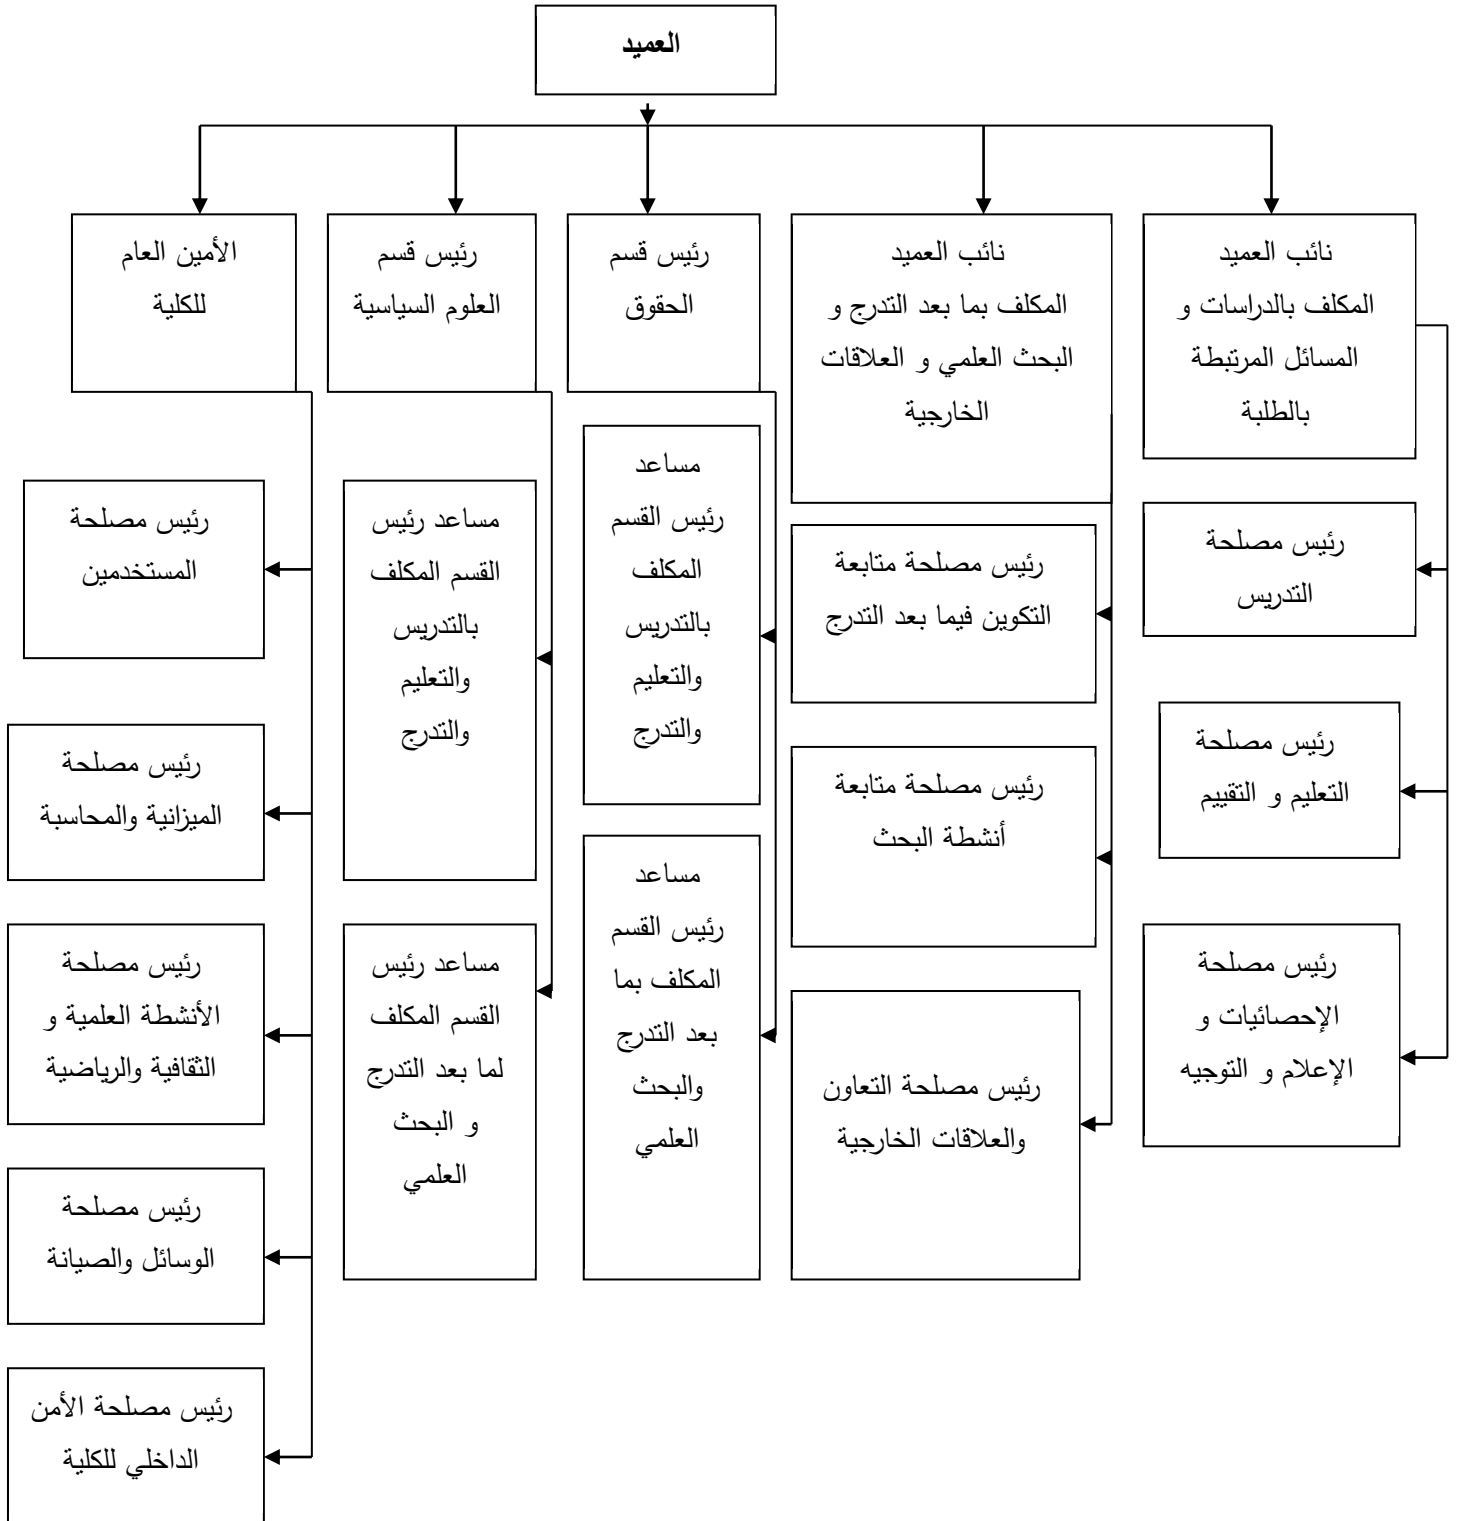 العميد
نائب العميد
المكلف بالدراسات و
المسائل المرتبطة
بالطلبة
نائب العميد
المكلف بما بعد التدرج و
البحث العلمي و العلاقات
الخارجية
رئيس قسم
الحقوق
رئيس قسم
العلوم السياسية
الأمين العام
للكلية
رئيس مصلحة
التدريس
رئيس مصلحة
التعليم و التقييم
رئيس مصلحة
الإحصائيات و
الإعلام و التوجيه
رئيس مصلحة متابعة
التكوين فيما بعد التدرج
رئيس مصلحة متابعة
أنشطة البحث
رئيس مصلحة التعاون
والعلاقات الخارجية
مساعد
رئيس القسم
المكلف
بالتدريس
والتعليم
والتدرج
مساعد
رئيس القسم
المكلف بما
بعد التدرج
والبحث
العلمي
مساعد رئيس
القسم المكلف
بالتدريس
والتعليم
والتدرج
مساعد رئيس
القسم المكلف
لما بعد التدرج
و البحث
العلمي
رئيس مصلحة
المستخدمين
رئيس مصلحة
الميزانية والمحاسبة
رئيس مصلحة
الأنشطة العلمية و
الثقافية والرياضية
رئيس مصلحة
الوسائل والصيانة
رئيس مصلحة الأمن
الداخلي للكلية